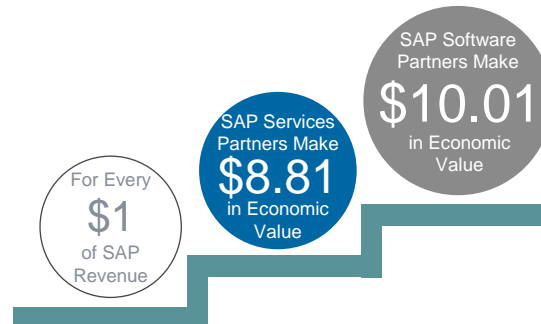 For Every
$1
of SAP
Revenue
SAP Services
Partners Make
$8.81
in Economic
Value
SAP Software
Partners Make
$10.01
in Economic
Value